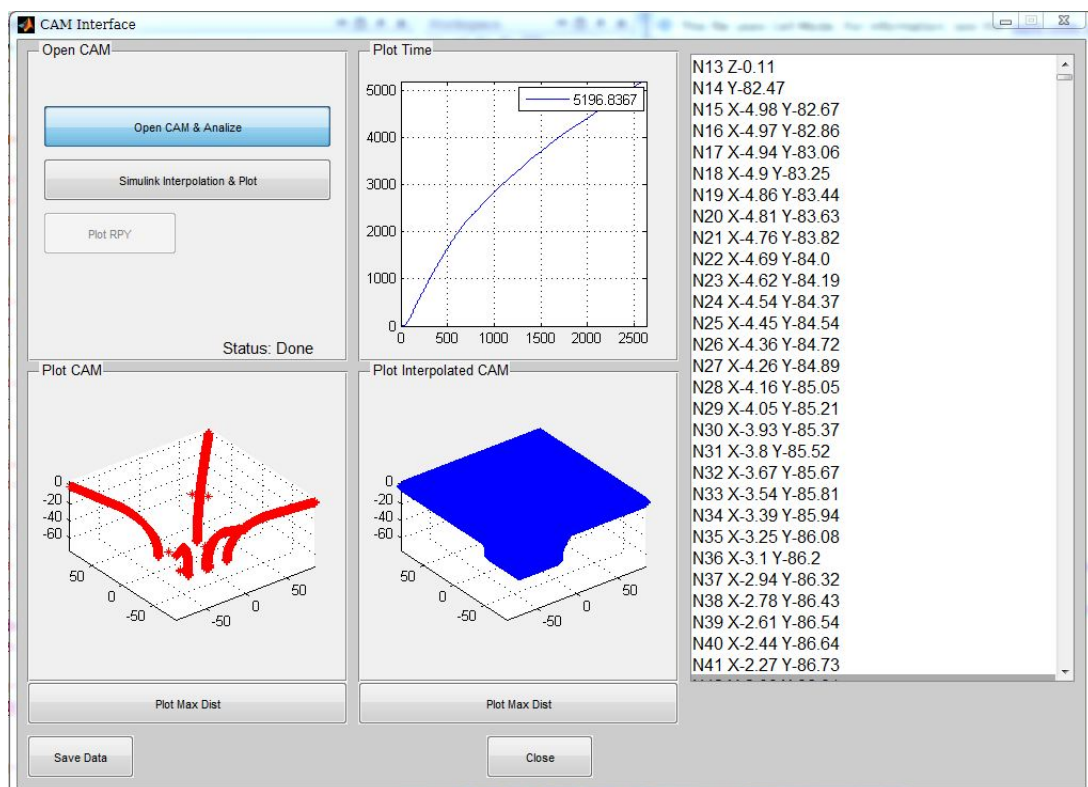 CAM Interface
Open CAM
Open CAM & Analize
Simulink Interpolation & Plot
Plot RPY
Status: Done
Plot Time
5196.8367
5000
4000
3000
2000
1000
0
0 500 1000 1500 2000 2500
Plot CAM
0
-20
-40
-60
50
0
-50
-50
0
50
Plot Max Dist
Plot Interpolated CAM
0
-20
-40
-60
50
0
-50
-50
0
50
Plot Max Dist
N13 Z-0.11
N14 Y-82.47
N15 X-4.98 Y-82.67
N16 X-4.97 Y-82.86
N17 X-4.94 Y-83.06
N18 X-4.9 Y-83.25
N19 X-4.86 Y-83.44
N20 X-4.81 Y-83.63
N21 X-4.76 Y-83.82
N22 X-4.69 Y-84.0
N23 X-4.62 Y-84.19
N24 X-4.54 Y-84.37
N25 X-4.45 Y-84.54
N26 X-4.36 Y-84.72
N27 X-4.26 Y-84.89
N28 X-4.16 Y-85.05
N29 X-4.05 Y-85.21
N30 X-3.93 Y-85.37
N31 X-3.8 Y-85.52
N32 X-3.67 Y-85.67
N33 X-3.54 Y-85.81
N34 X-3.39 Y-85.94
N35 X-3.25 Y-86.08
N36 X-3.1 Y-86.2
N37 X-2.94 Y-86.32
N38 X-2.78 Y-86.43
N39 X-2.61 Y-86.54
N40 X-2.44 Y-86.64
N41 X-2.27 Y-86.73
Save Data
Close